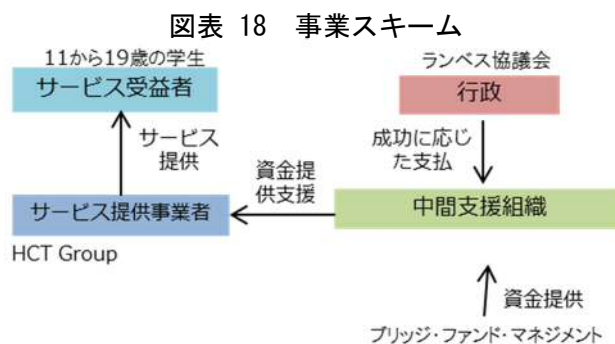 図表 18 事業スキーム
11から19歳の学生
サービス受益者
ランベス協議会
行政
サービス
提供
成功に応じ
た支払
資金提
供支援
サービス提供事業者
中間支援組織
HCT Group
資金提供
ブリッジ・ファンド・マネジメント